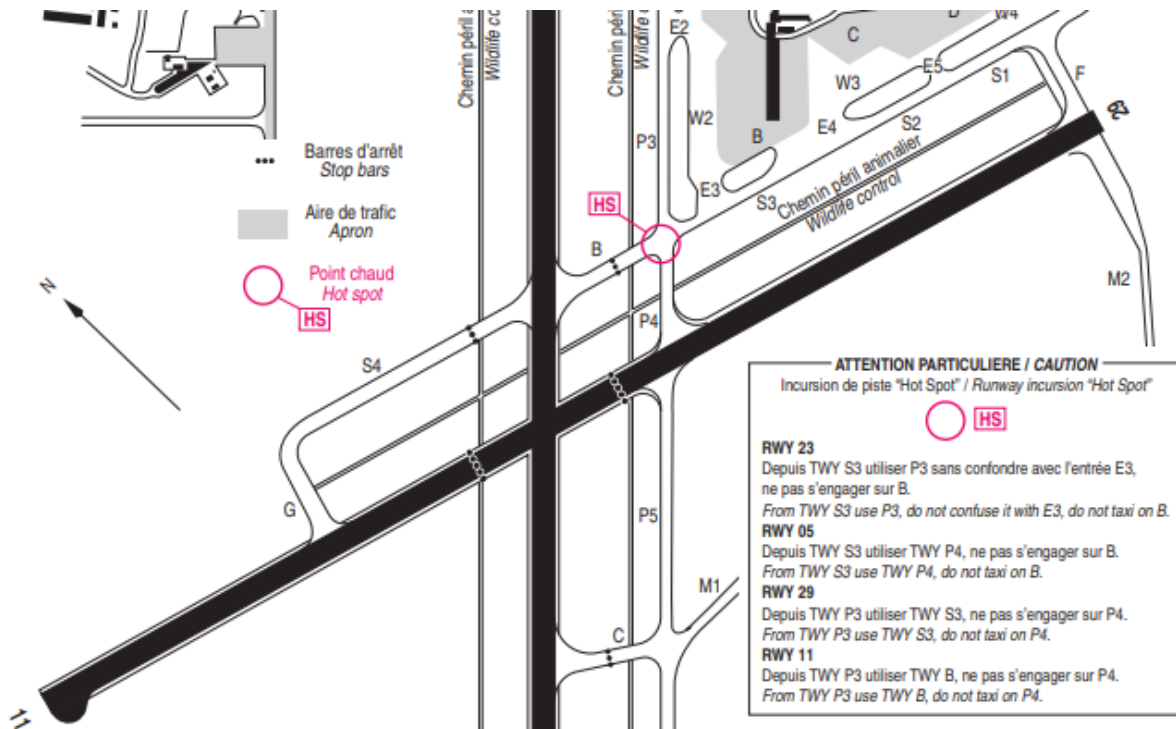 Chemin péril a
Wildlife co
Chemin péril
Wildlife c
E2
D
W4
C
E5
S1
F
W3
29
P3
W2
E4
S2
B
Barres d'arrêt
Stop bars
E3
S3
Chemin péril animalier
Wildlife control
HS
Aire de trafic
Apron
B
Point chaud
Hot spot
HS
N
M2
P4
S4
ATTENTION PARTICULIERE / CAUTION
Incursion de piste "Hot Spot" / Runway incursion "Hot Spot"
HS
RWY 23
Depuis TWY S3 utiliser P3 sans confondre avec l'entrée E3,
ne pas s'engager sur B.
From TWY S3 use P3, do not confuse it with E3, do not taxi on B.
RWY 05
Depuis TWY S3 utiliser TWY P4, ne pas s'engager sur B.
From TWY S3 use TWY P4, do not taxi on B.
RWY 29
Depuis TWY P3 utiliser TWY S3, ne pas s'engager sur P4.
From TWY P3 use TWY S3, do not taxi on P4.
RWY 11
Depuis TWY P3 utiliser TWY B, ne pas s'engager sur P4.
From TWY P3 use TWY B, do not taxi on P4.
G
P5
M1
C
11